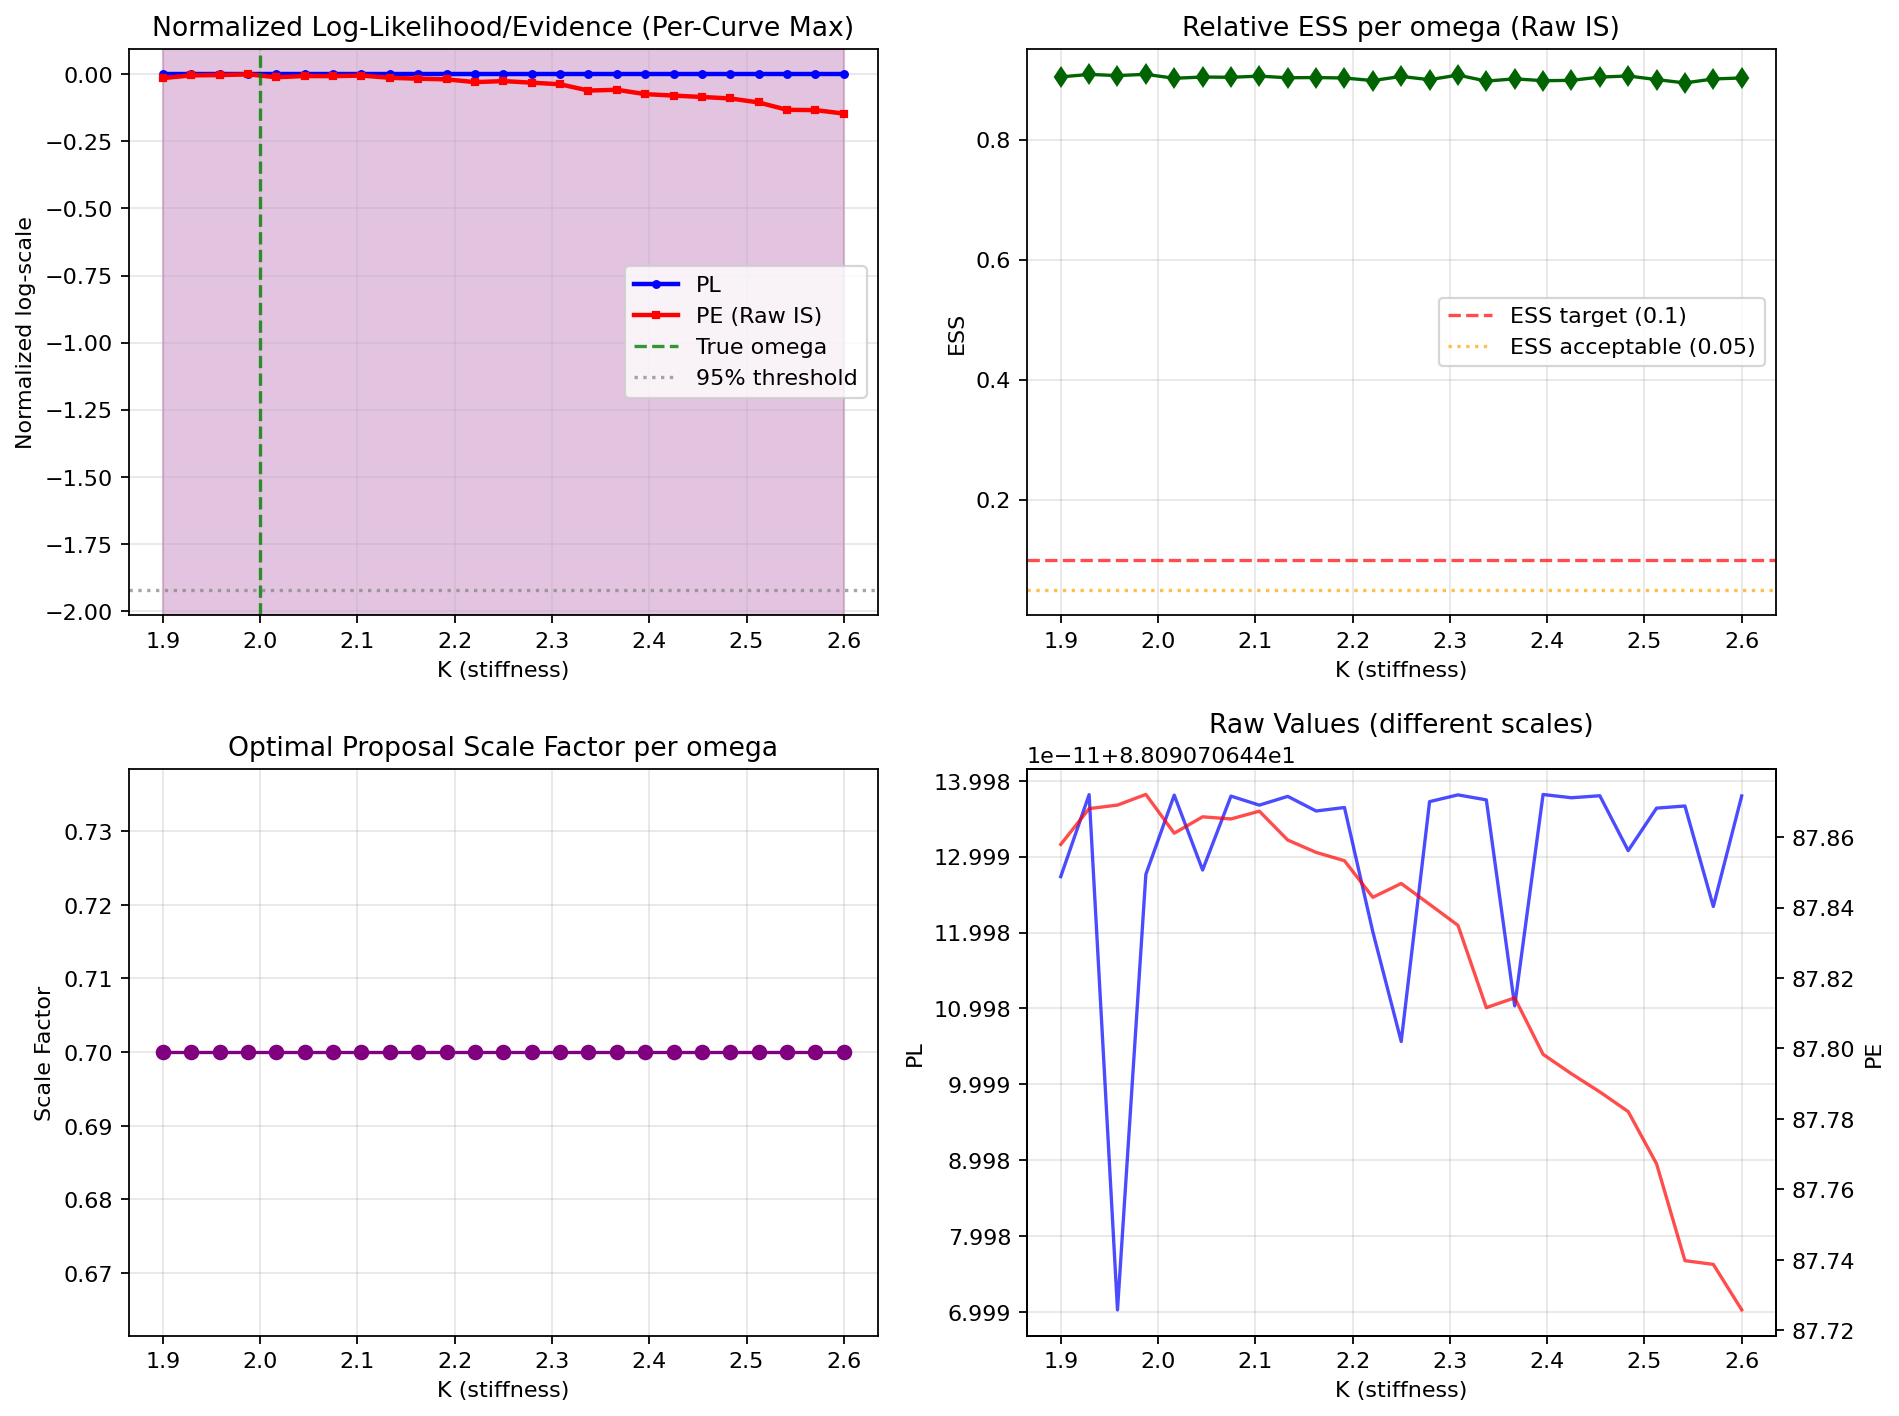 Normalized Log-Likelihood/Evidence (Per-Curve Max)
Normalized log-scale
0.00
−0.25
−0.50
−0.75
−1.00
−1.25
−1.50
−1.75
−2.00
PL
PE (Raw IS)
True omega
95% threshold
1.9 2.0 2.1 2.2 2.3 2.4 2.5 2.6
K (stiffness)
Relative ESS per omega (Raw IS)
ESS
0.8
0.6
0.4
0.2
ESS target (0.1)
ESS acceptable (0.05)
1.9 2.0 2.1 2.2 2.3 2.4 2.5 2.6
K (stiffness)
Optimal Proposal Scale Factor per omega
Scale Factor
0.73
0.72
0.71
0.70
0.69
0.68
0.67
1.9 2.0 2.1 2.2 2.3 2.4 2.5 2.6
K (stiffness)
Raw Values (different scales)
1e−11+8.809070644e1
PL
13.998
12.999
11.998
10.998
9.999
8.998
7.998
6.999
87.86
87.84
87.82
87.80
87.78
87.76
87.74
87.72
PE
1.9 2.0 2.1 2.2 2.3 2.4 2.5 2.6
K (stiffness)